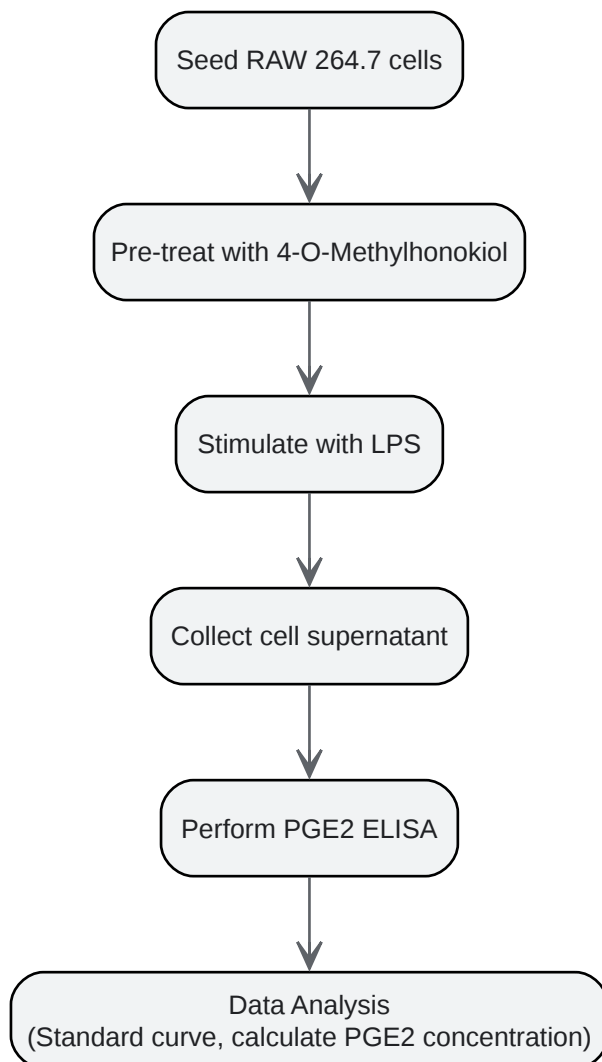 Seed RAW 264.7 cells
Pre-treat with 4-O-Methylhonokiol
Stimulate with LPS
Collect cell supernatant
Perform PGE2 ELISA
Data Analysis
(Standard curve, calculate PGE2 concentration)